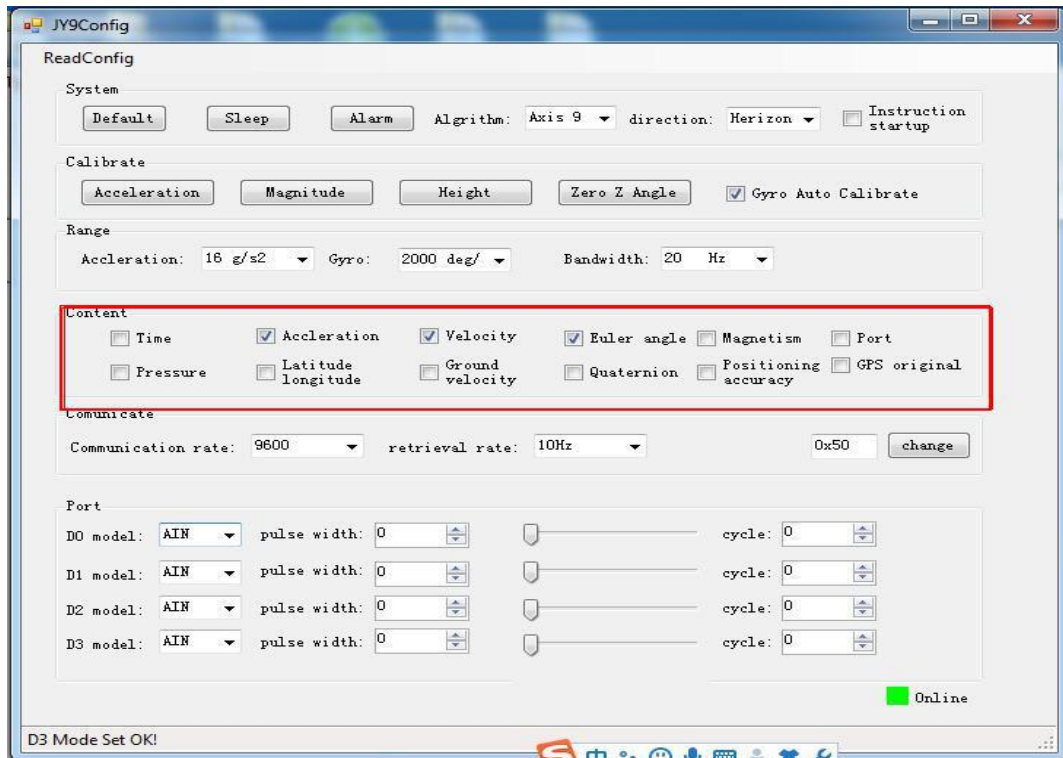 JY9Config
ReadConfig
System
Default Sleep Alarm Algrithm: Axis 9 direction: Herizon Instruction startup
Calibrate
Acceleration Magnitude Height Zero Z Angle Gyro Auto Calibrate
Range
Accleration: 16 g/s2 Gyro: 2000 deg/ Bandwidth: 20 Hz
Content
Time Accleration Velocity Euler angle Magnetism Port
Pressure Latitude longitude Ground velocity Quaternion Positioning accuracy GPS original
Comunicate
Communication rate: 9600 retrieval rate: 10Hz 0x50 change
Port
D0 model: AIN pulse width: 0 cycle: 0
D1 model: AIN pulse width: 0 cycle: 0
D2 model: AIN pulse width: 0 cycle: 0
D3 model: AIN pulse width: 0 cycle: 0
Online
D3 Mode Set OK!
中